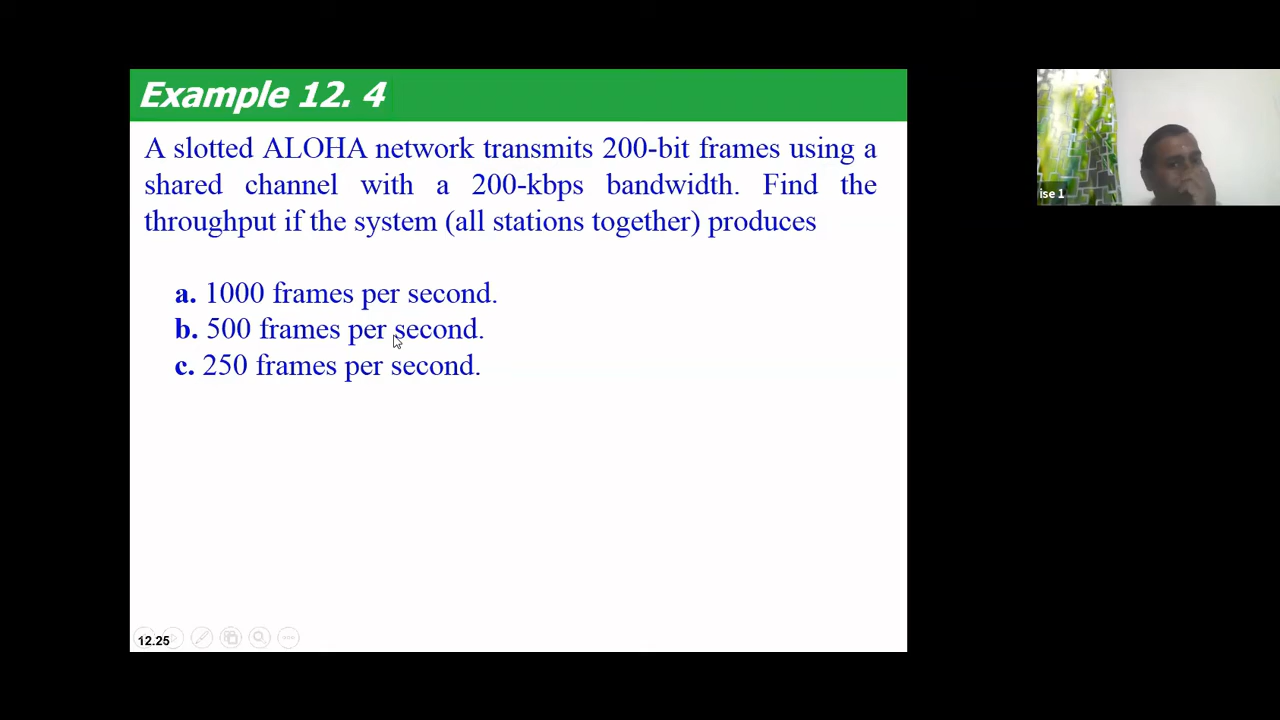 Example 12. 4
A slotted ALOHA network transmits 200-bit frames using a
shared channel with a 200-kbps bandwidth. Find the
throughput if the system (all stations together) produces
a. 1000 frames per second.
b. 500 frames per second.
c. 250 frames per second.
12.25
ise 1